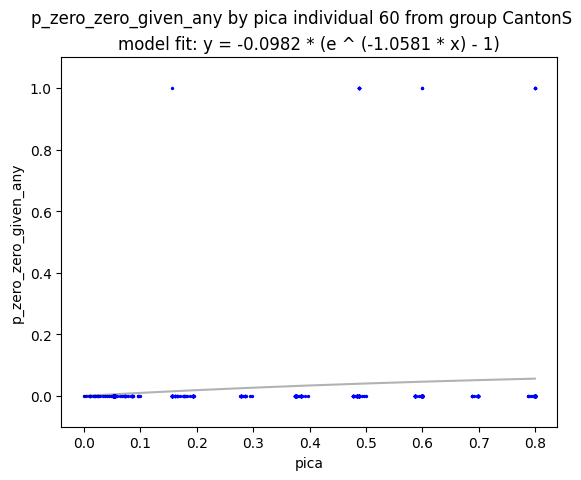 p_zero_zero_given_any by pica individual 60 from group CantonS
model fit: y = -0.0982 * (e ^ (-1.0581 * x) - 1)
1.0
0.8
0.6
0.4
0.2
0.0
p_zero_zero_given_any
0.0 0.1 0.2 0.3 0.4 0.5 0.6 0.7 0.8
pica